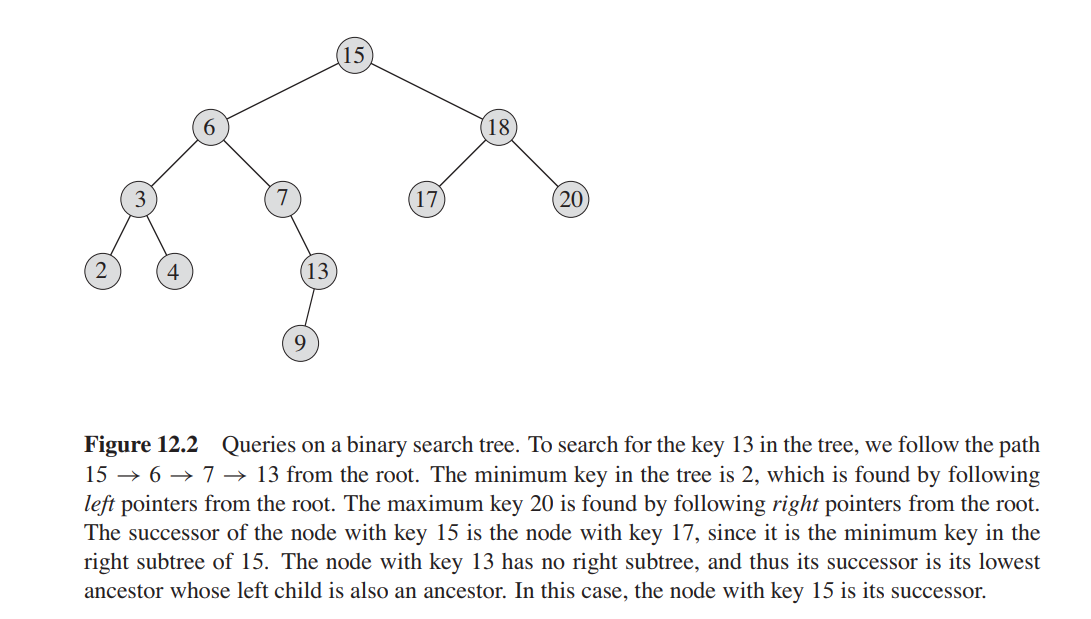 15
6
18
3
7
17
20
2
4
13
9
Figure 12.2 Queries on a binary search tree. To search for the key 13 in the tree, we follow the path
15 → 6 → 7 → 13 from the root. The minimum key in the tree is 2, which is found by following
left pointers from the root. The maximum key 20 is found by following right pointers from the root.
The successor of the node with key 15 is the node with key 17, since it is the minimum key in the
right subtree of 15. The node with key 13 has no right subtree, and thus its successor is its lowest
ancestor whose left child is also an ancestor. In this case, the node with key 15 is its successor.